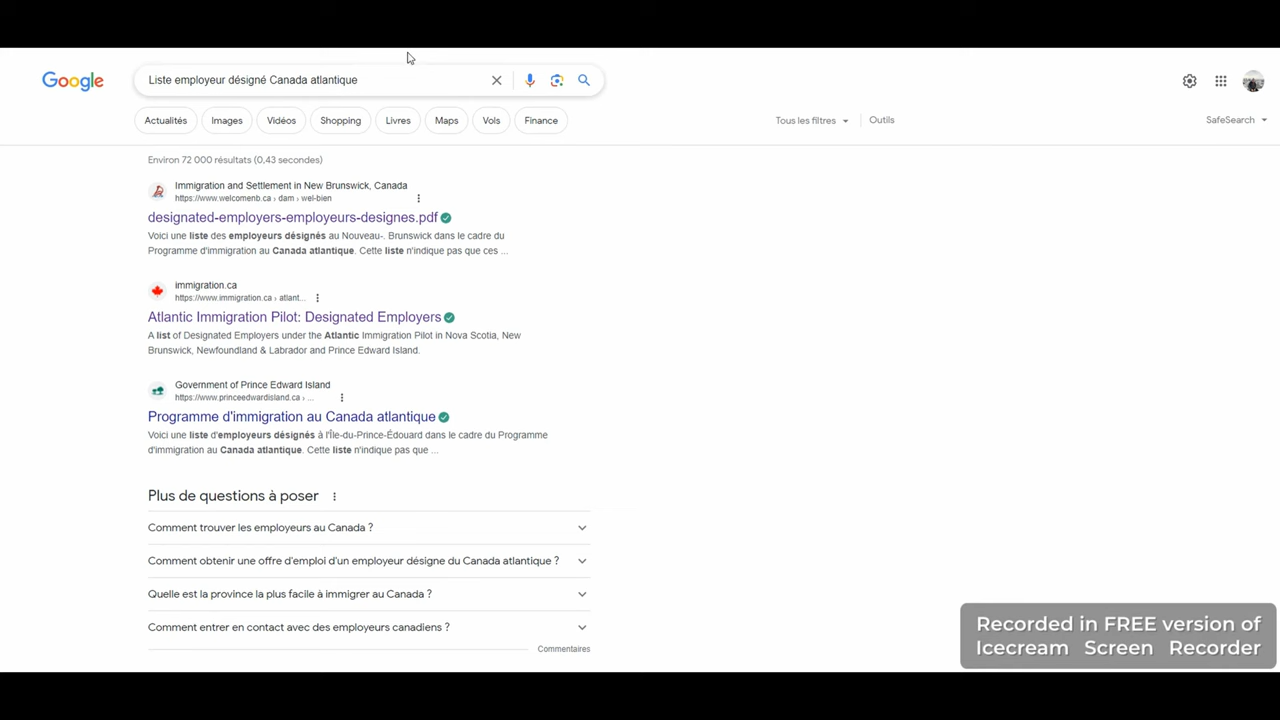 Google
Liste employeur désigné Canada atlantique
Actualités
Images
Vidéos
Shopping
Livres
Maps
Vols
Finance
Tous les filtres
Outils
SafeSearch
Environ 72 000 résultats (0,43 secondes)
Immigration and Settlement in New Brunswick, Canada
https://www.welcomenb.ca › dam › wel-bien
designated-employers-employeurs-designes.pdf
Voici une liste des employeurs désignés au Nouveau-. Brunswick dans le cadre du
Programme d'immigration au Canada atlantique. Cette liste n'indique pas que ces ...
immigration.ca
https://www.immigration.ca › atlant...
Atlantic Immigration Pilot: Designated Employers
A list of Designated Employers under the Atlantic Immigration Pilot in Nova Scotia, New
Brunswick, Newfoundland & Labrador and Prince Edward Island.
Government of Prince Edward Island
https://www.princeedwardisland.ca › ...
Programme d'immigration au Canada atlantique
Voici une liste d'employeurs désignés à l'Île-du-Prince-Édouard dans le cadre du Programme
d'immigration au Canada atlantique. Cette liste n'indique pas que ...
Plus de questions à poser
Comment trouver les employeurs au Canada ?
Comment obtenir une offre d'emploi d'un employeur désigne du Canada atlantique ?
Quelle est la province la plus facile à immigrer au Canada ?
Comment entrer en contact avec des employeurs canadiens ?
Commentaires
Recorded in FREE version of
Icecream Screen Recorder